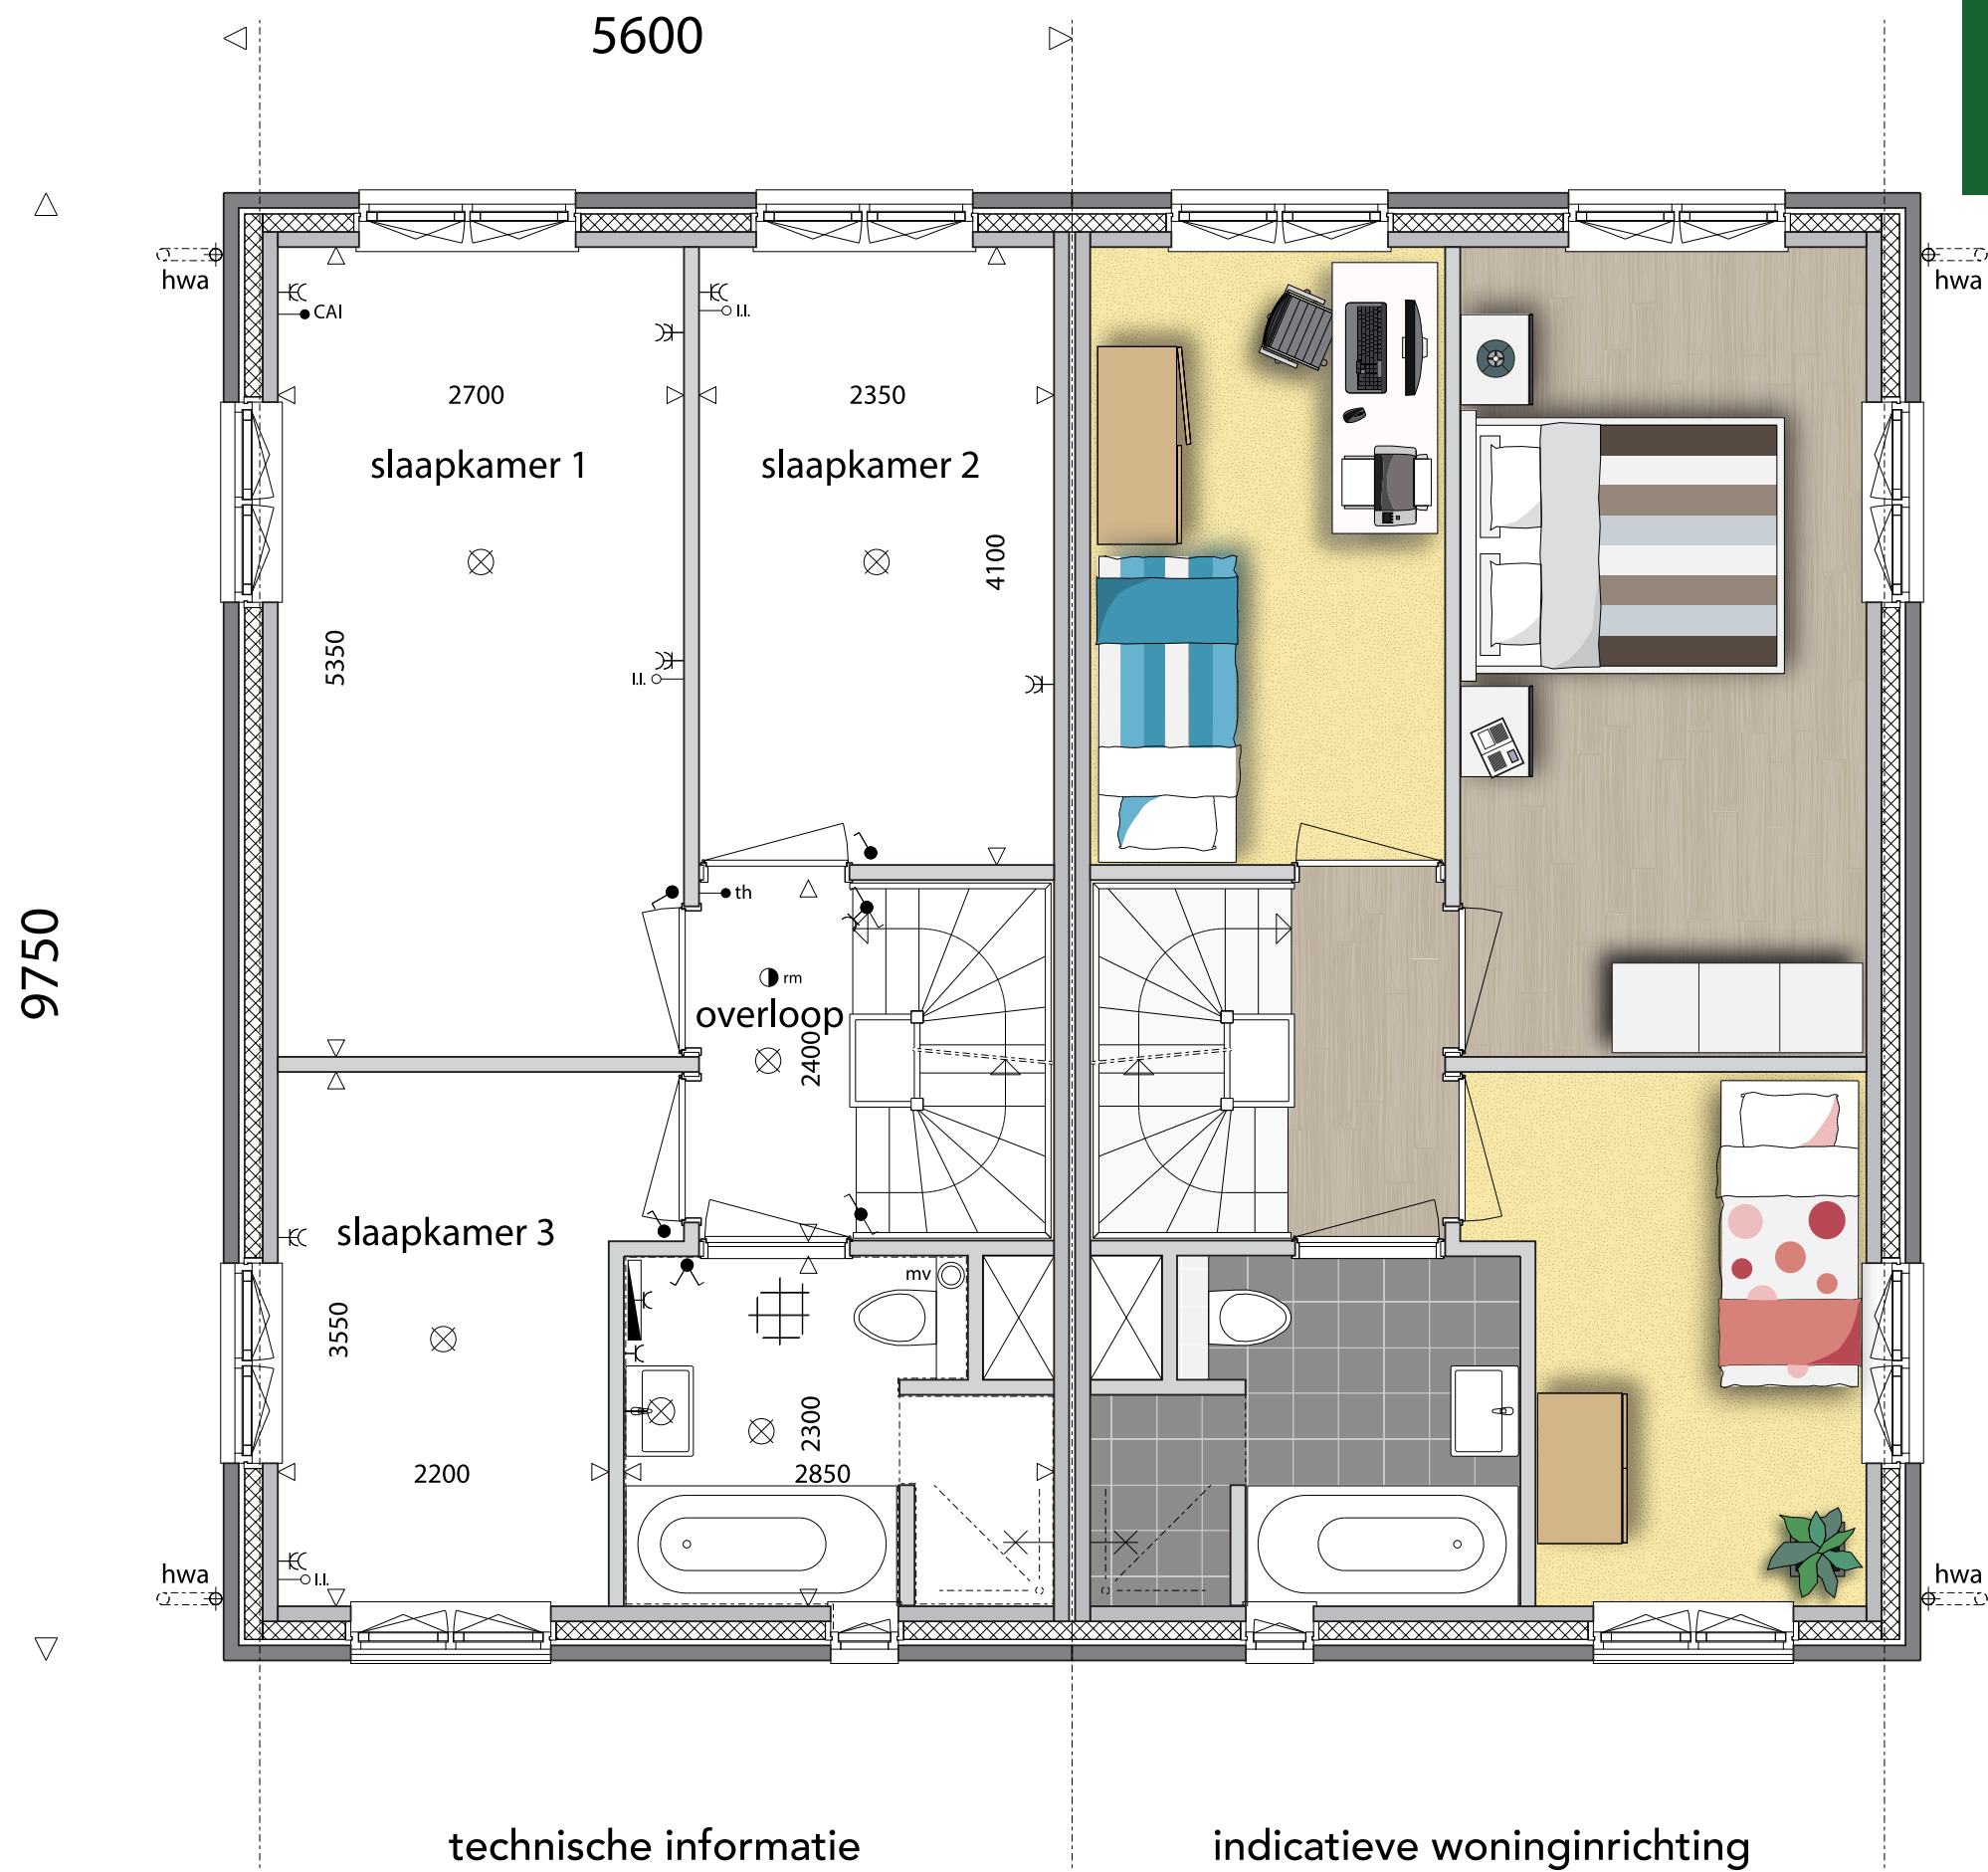 5600
hwa
hwa
CAI
I.I.
2700
2350
slaapkamer 1
slaapkamer 2
4100
5350
I.I.
th
9750
rm
overloop
2400
slaapkamer 3
mv
3550
2300
2200
2850
hwa
I.I.
hwa
technische informatie
indicatieve woninginrichting